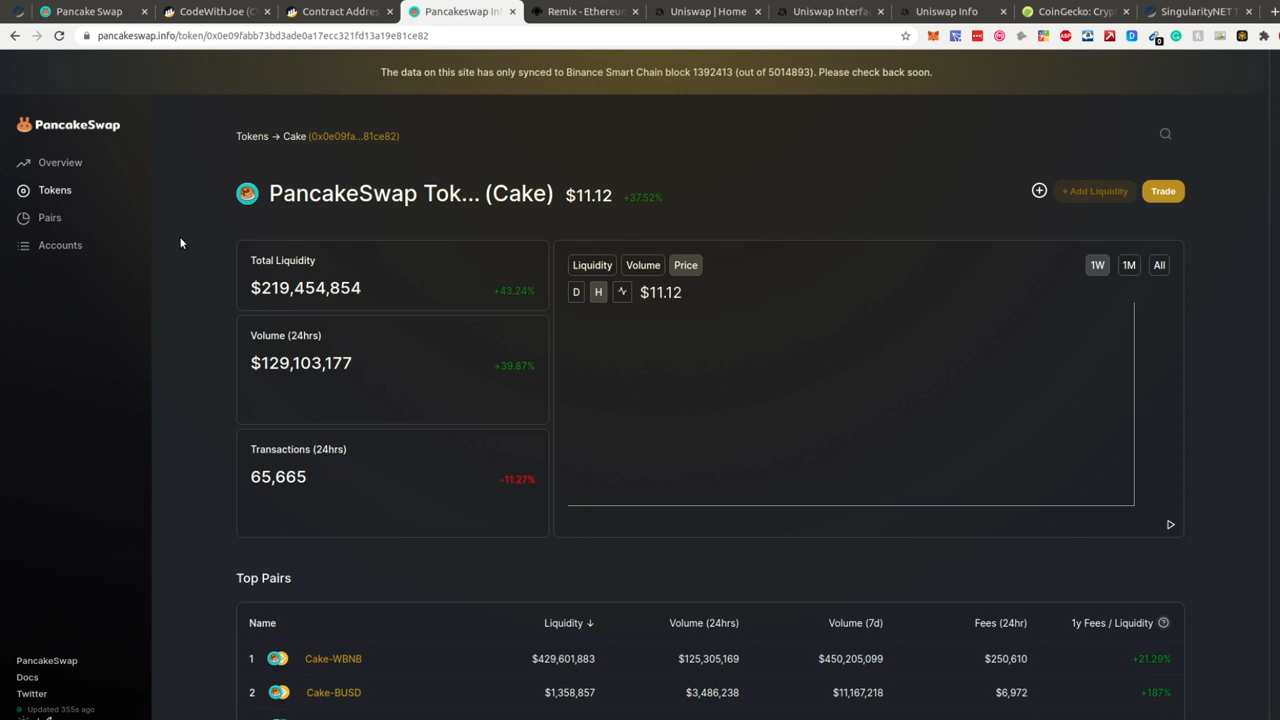 Pancake Swap
CodeWithJoe (C
Contract Addres
Pancakeswap Inf
Remix - Ethereu
Uniswap | Home
Uniswap Interfac
Uniswap Info
CoinGecko: Cryp
SingularityNET T
pancakeswap.info/token/0x0e09fabb73bd3ade0a17ecc321fd13a19e81ce82
The data on this site has only synced to Binance Smart Chain block 1392413 (out of 5014893). Please check back soon.
PancakeSwap
Overview
Tokens
Pairs
Accounts
Tokens → Cake (0x0e09fa...81ce82)
PancakeSwap Tok... (Cake) $11.12 +37.52%
+ Add Liquidity Trade
Total Liquidity
$219,454,854 +43.24%
Volume (24hrs)
$129,103,177 +39.87%
Transactions (24hrs)
65,665 -11.27%
Liquidity Volume Price 1W 1M All
D H $11.12
Top Pairs
Name Liquidity ↓ Volume (24hrs) Volume (7d) Fees (24hr) 1y Fees / Liquidity ?
1 Cake-WBNB $429,601,883 $125,305,169 $450,205,099 $250,610 +21.29%
2 Cake-BUSD $1,358,857 $3,486,238 $11,167,218 $6,972 +187%
PancakeSwap
Docs
Twitter
Updated 355s ago